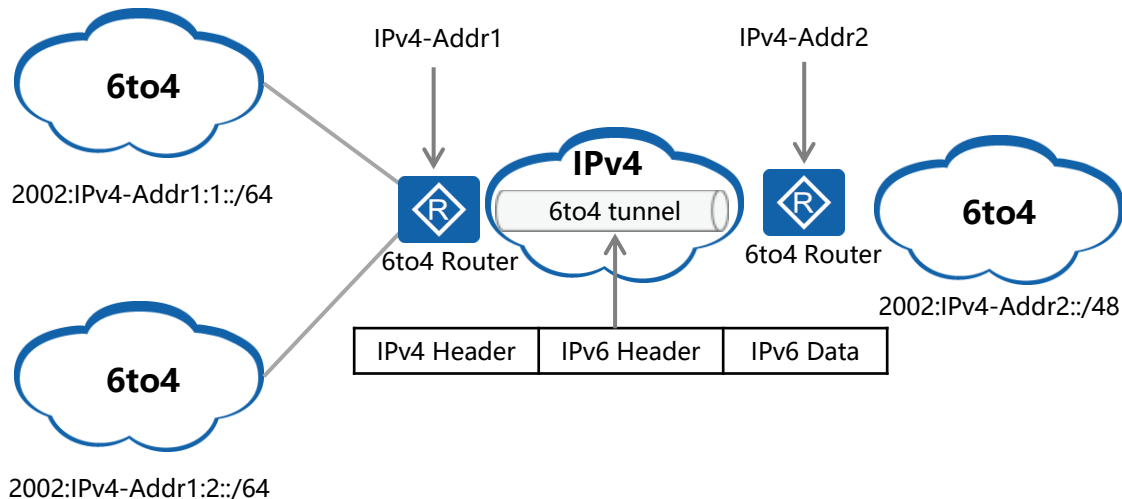 IPv4-Addr1
IPv4-Addr2
6to4
2002:IPv4-Addr1:1::/64
IPv4
6to4 tunnel
R
R
6to4 Router
6to4 Router
6to4
2002:IPv4-Addr2::/48
IPv4 Header IPv6 Header IPv6 Data
6to4
2002:IPv4-Addr1:2::/64